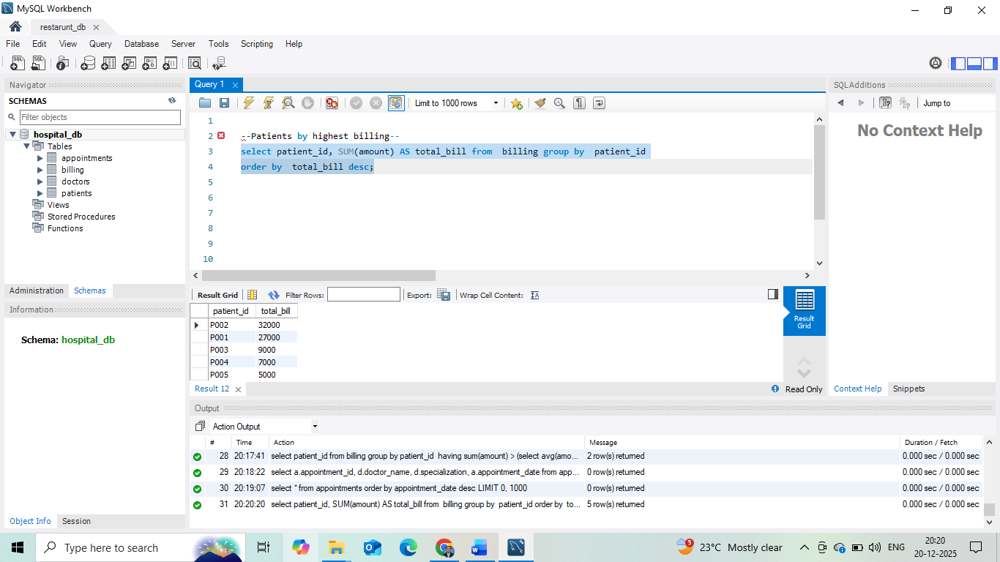 MySQL Workbench
restarunt_db
File Edit View Query Database Server Tools Scripting Help
Navigator
SCHEMAS
Filter objects
hospital_db
Tables
appointments
billing
doctors
patients
Views
Stored Procedures
Functions
Administration Schemas
Information
Schema: hospital_db
Object Info Session
Query 1
Limit to 1000 rows
1
2 --Patients by highest billing--
3 select patient_id, SUM(amount) AS total_bill from  billing group by  patient_id
4 order by  total_bill desc;
5
6
7
8
9
10
Result Grid Filter Rows: Export: Wrap Cell Content:
patient_id total_bill
P002 32000
P001 27000
P003 9000
P004 7000
P005 5000
Result Grid
Result 12
Read Only
Output
Action Output
# Time Action Message Duration / Fetch
28 20:17:41 select patient_id from billing group by patient_id  having sum(amount) > (select avg(amo... 2 row(s) returned 0.000 sec / 0.000 sec
29 20:18:22 select a.appointment_id, d.doctor_name, d.specialization, a.appointment_date from app... 0 row(s) returned 0.000 sec / 0.000 sec
30 20:19:07 select * from appointments order by appointment_date desc LIMIT 0, 1000 0 row(s) returned 0.000 sec / 0.000 sec
31 20:20:20 select patient_id, SUM(amount) AS total_bill from  billing group by  patient_id order by  to... 5 row(s) returned 0.000 sec / 0.000 sec
SQLAdditions
Jump to
No Context Help
Context Help Snippets
Type here to search
5
23°C Mostly clear
ENG
20:20
20-12-2025